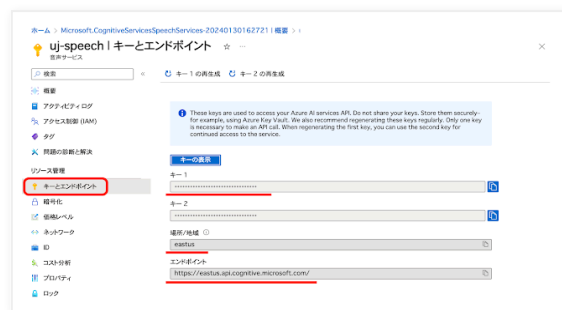 ホーム > Microsoft.CognitiveServicesSpeechServices-20240130162721 | 概要 >
uj-speech | キーとエンドポイント ☆ …
音声サービス
検索
キー 1 の再生成 キー 2 の再生成
概要
アクティビティ ログ
アクセス制御 (IAM)
タグ
問題の診断と解決
リソース管理
キーとエンドポイント
暗号化
価格レベル
ネットワーク
ID
コスト分析
プロパティ
ロック
These keys are used to access your Azure AI services API. Do not share your keys. Store them securely-
for example, using Azure Key Vault. We also recommend regenerating these keys regularly. Only one key
is necessary to make an API call. When regenerating the first key, you can use the second key for
continued access to the service.
キーの表示
キー 1
キー 2
場所/地域
eastus
エンドポイント
https://eastus.api.cognitive.microsoft.com/